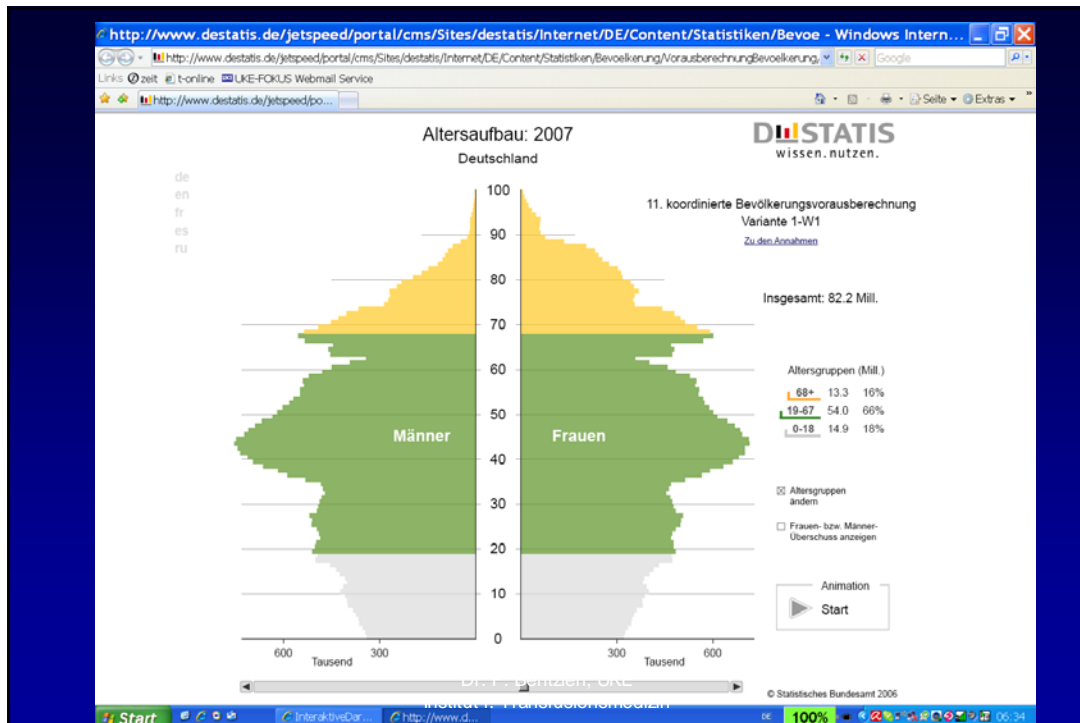 http://www.destatis.de/jetspeed/portal/cms/Sites/destatis/Internet/DE/Content/Statistiken/Bevoe - Windows Intern...
http://www.destatis.de/jetspeed/portal/cms/Sites/destatis/Internet/DE/Content/Statistiken/Bevoelkerung/VorausberechnungBevoelkerung,
Google
Links zeit t-online UKE-FOKUS Webmail Service
http://www.destatis.de/jetspeed/po...
Seite Extras
Altersaufbau: 2007
Deutschland
DESTATIS
wissen.nutzen.
de
en
fr
es
ru
11. koordinierte Bevölkerungsvorausberechnung
Variante 1-W1
Zu den Annahmen
Insgesamt: 82.2 Mill.
100
90
80
70
60
50
40
30
20
10
0
Männer
Frauen
Altersgruppen (Mill.)
68+ 13.3 16%
19-67 54.0 66%
0-18 14.9 18%
Altersgruppen
ändern
Frauen- bzw. Männer-
Überschuss anzeigen
Animation
Start
600 300 300 600
Tausend Tausend
© Statistisches Bundesamt 2006
Start InteraktiveDar... http://www.d... DE 100% 06:34